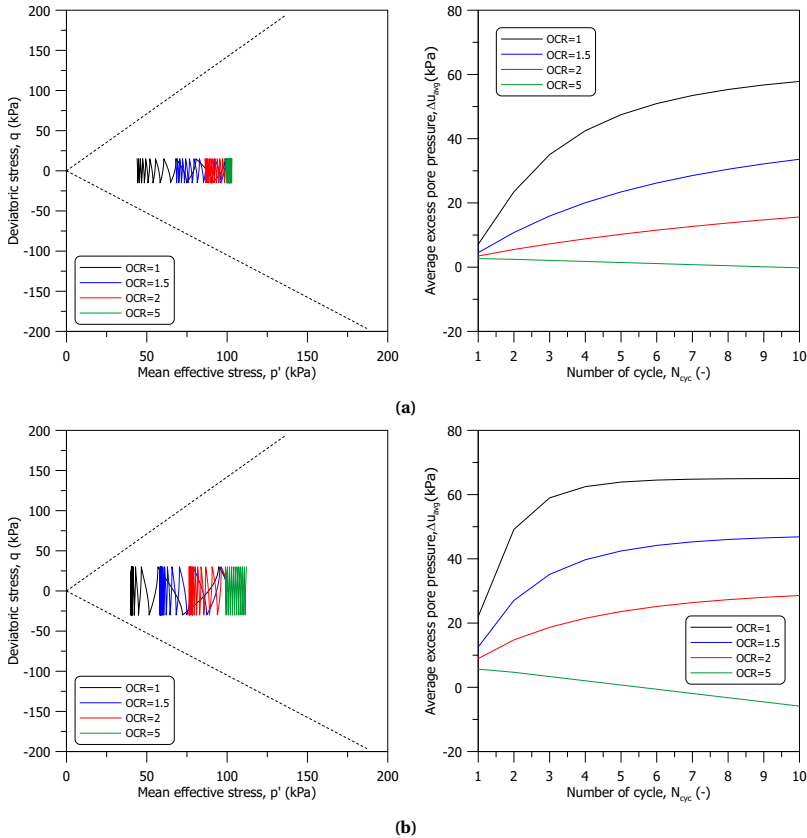 200
150
100
50
0
-50
-100
-150
-200
Deviatoric stress, q (kPa)
OCR=1
OCR=1.5
OCR=2
OCR=5
0 50 100 150 200
Mean effective stress, p' (kPa)
80
60
40
20
0
-20
Average excess pore pressure,Δu_avg(kPa)
OCR=1
OCR=1.5
OCR=2
OCR=5
1 2 3 4 5 6 7 8 9 10
Number of cycle, N_cyc (-)
(a)
200
150
100
50
0
-50
-100
-150
-200
Deviatoric stress, q (kPa)
OCR=1
OCR=1.5
OCR=2
OCR=5
0 50 100 150 200
Mean effective stress, p' (kPa)
80
60
40
20
0
-20
Average excess pore pressure,Δu_avg(kPa)
OCR=1
OCR=1.5
OCR=2
OCR=5
1 2 3 4 5 6 7 8 9 10
Number of cycle, N_cyc (-)
(b)